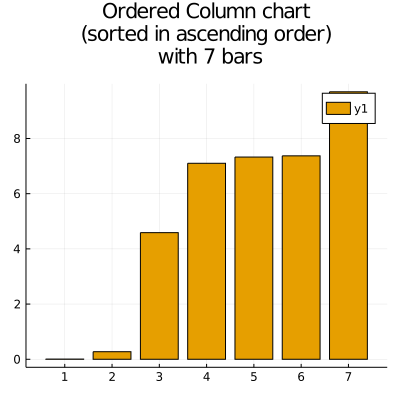 Ordered Column chart
(sorted in ascending order)
with 7 bars
y1
8
6
4
2
0
1 2 3 4 5 6 7